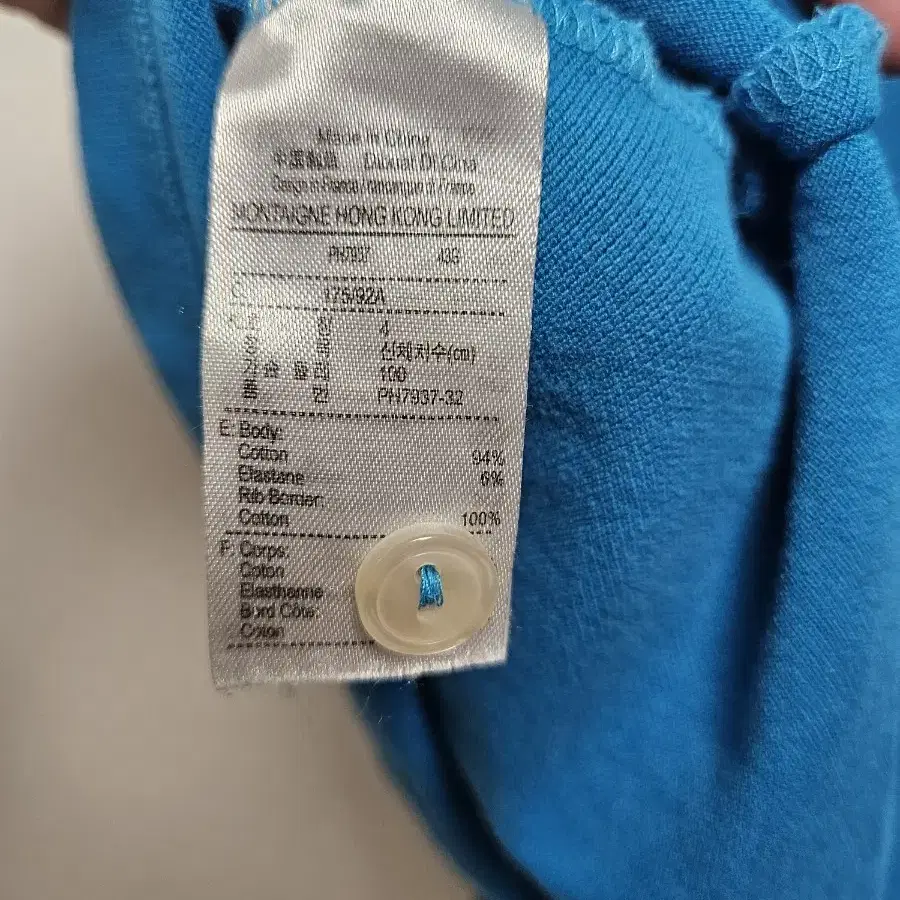 Made in China
Design in France
MONTAIGNE HONG KONG LIMITED
PH7937
175/92A
4
신체치수(cm)
100
PH7937-32
E: Body:
Cotton 94%
Elastane 6%
Rib Border:
Cotton 100%
F: Corps:
Coton
Elasthanne
Bord Côte:
Coton